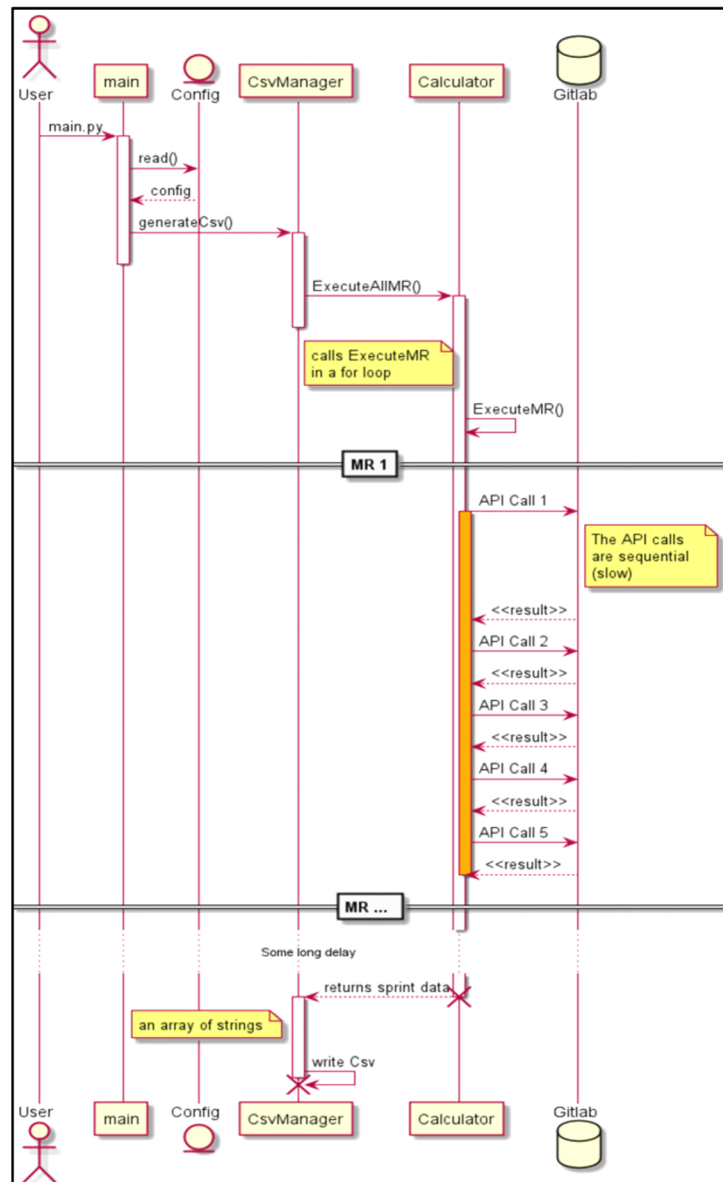 User
main
Config
CsvManager
Calculator
Gitlab
main.py
read()
config
generateCsv()
ExecuteAllMR()
calls ExecuteMR
in a for loop
ExecuteMR()
MR 1
API Call 1
The API calls
are sequential
(slow)
<<result>>
API Call 2
<<result>>
API Call 3
<<result>>
API Call 4
<<result>>
API Call 5
<<result>>
MR ...
Some long delay
returns sprint data
an array of strings
write Csv
User
main
Config
CsvManager
Calculator
Gitlab